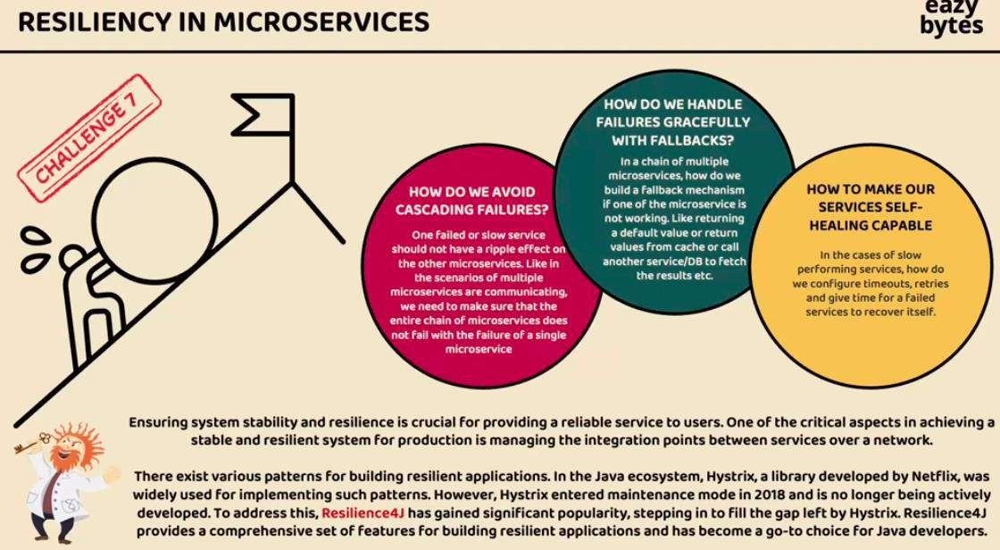 RESILIENCY IN MICROSERVICES
eazy
bytes
CHALLENGE 7
HOW DO WE AVOID
CASCADING FAILURES?
One failed or slow service
should not have a ripple effect on
the other microservices. Like in
the scenarios of multiple
microservices are communicating,
we need to make sure that the
entire chain of microservices does
not fail with the failure of a single
microservice
HOW DO WE HANDLE
FAILURES GRACEFULLY
WITH FALLBACKS?
In a chain of multiple
microservices, how do we
build a fallback mechanism
if one of the microservice is
not working. Like returning
a default value or return
values from cache or call
another service/DB to fetch
the results etc.
HOW TO MAKE OUR
SERVICES SELF-
HEALING CAPABLE
In the cases of slow
performing services, how do
we configure timeouts, retries
and give time for a failed
services to recover itself.
Ensuring system stability and resilience is crucial for providing a reliable service to users. One of the critical aspects in achieving a
stable and resilient system for production is managing the integration points between services over a network.
There exist various patterns for building resilient applications. In the Java ecosystem, Hystrix, a library developed by Netflix, was
widely used for implementing such patterns. However, Hystrix entered maintenance mode in 2018 and is no longer being actively
developed. To address this, Resilience4J has gained significant popularity, stepping in to fill the gap left by Hystrix. Resilience4J
provides a comprehensive set of features for building resilient applications and has become a go-to choice for Java developers.